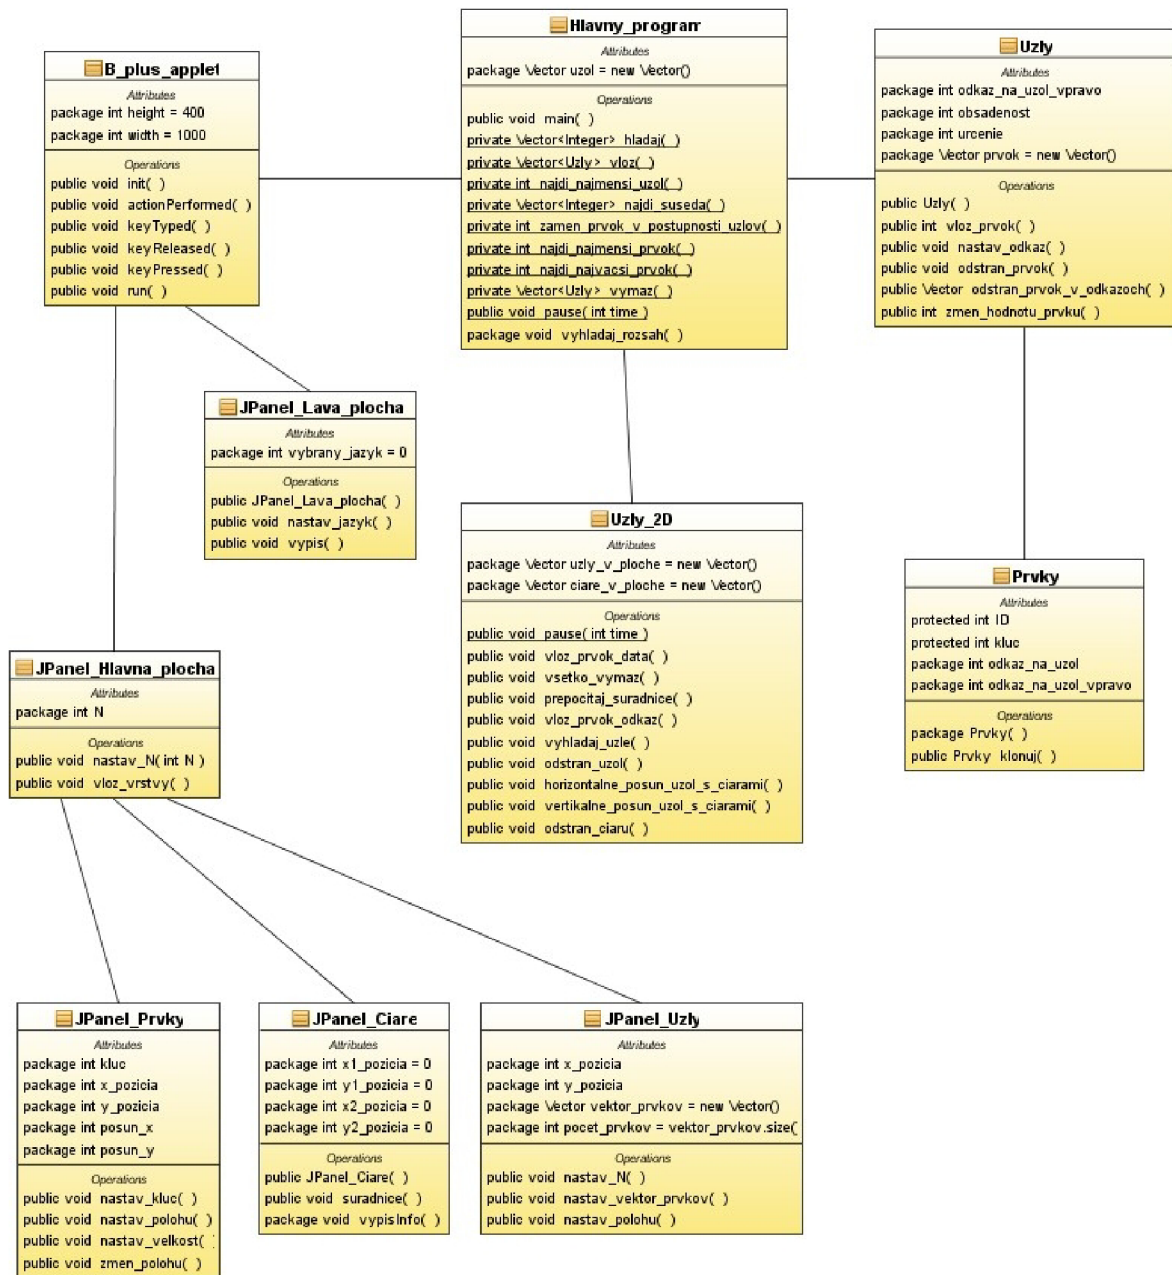 B_plus_applet
Attributes
package int height = 400
package int width = 1000
Operations
public void init( )
public void actionPerformed( )
public void keyTyped( )
public void keyReleased( )
public void keyPressed( )
public void run( )
Hlavny_program
Attributes
package Vector uzol = new Vector()
Operations
public void main( )
private Vector<Integer> hladaj( )
private Vector<Uzly> vloz( )
private int najdi_najmensi_uzol( )
private Vector<Integer> najdi_suseda( )
private int zamen_prvok_v_postupnosti_uzlov( )
private int najdi_najmensi_prvok( )
private int najdi_najvacsi_prvok( )
private Vector<Uzly> vymaz( )
public void pause( int time )
package void vyhladaj_rozsah( )
Uzly
Attributes
package int odkaz_na_uzol_vpravo
package int obsadenost
package int urcenie
package Vector prvok = new Vector()
Operations
public Uzly( )
public int vloz_prvok( )
public void nastav_odkaz( )
public void odstran_prvok( )
public Vector odstran_prvok_v_odkazoch( )
public int zmen_hodnotu_prvku( )
JPanel_Lava_plocha
Attributes
package int vybrany_jazyk = 0
Operations
public JPanel_Lava_plocha( )
public void nastav_jazyk( )
public void vypis( )
Uzly_2D
Attributes
package Vector uzly_v_ploche = new Vector()
package Vector ciare_v_ploche = new Vector()
Operations
public void pause( int time )
public void vloz_prvok_data( )
public void vsetko_vymaz( )
public void prepocitaj_suradnice( )
public void vloz_prvok_odkaz( )
public void vyhladaj_uzle( )
public void odstran_uzol( )
public void horizontalne_posun_uzol_s_ciarami( )
public void vertikalne_posun_uzol_s_ciarami( )
public void odstran_ciaru( )
Prvky
Attributes
protected int ID
protected int kluc
package int odkaz_na_uzol
package int odkaz_na_uzol_vpravo
Operations
package Prvky( )
public Prvky klonuj( )
JPanel_Hlavna_plocha
Attributes
package int N
Operations
public void nastav_N( int N )
public void vloz_vrstvy( )
JPanel_Prvky
Attributes
package int kluc
package int x_pozicia
package int y_pozicia
package int posun_x
package int posun_y
Operations
public void nastav_kluc( )
public void nastav_polohu( )
public void nastav_velkost( )
public void zmen_polohu( )
JPanel_Ciare
Attributes
package int x1_pozicia = 0
package int y1_pozicia = 0
package int x2_pozicia = 0
package int y2_pozicia = 0
Operations
public JPanel_Ciare( )
public void suradnice( )
package void vypisInfo( )
JPanel_Uzly
Attributes
package int x_pozicia
package int y_pozicia
package Vector vektor_prvkov = new Vector()
package int pocet_prvkov = vektor_prvkov.size(
Operations
public void nastav_N( )
public void nastav_vektor_prvkov( )
public void nastav_polohu( )